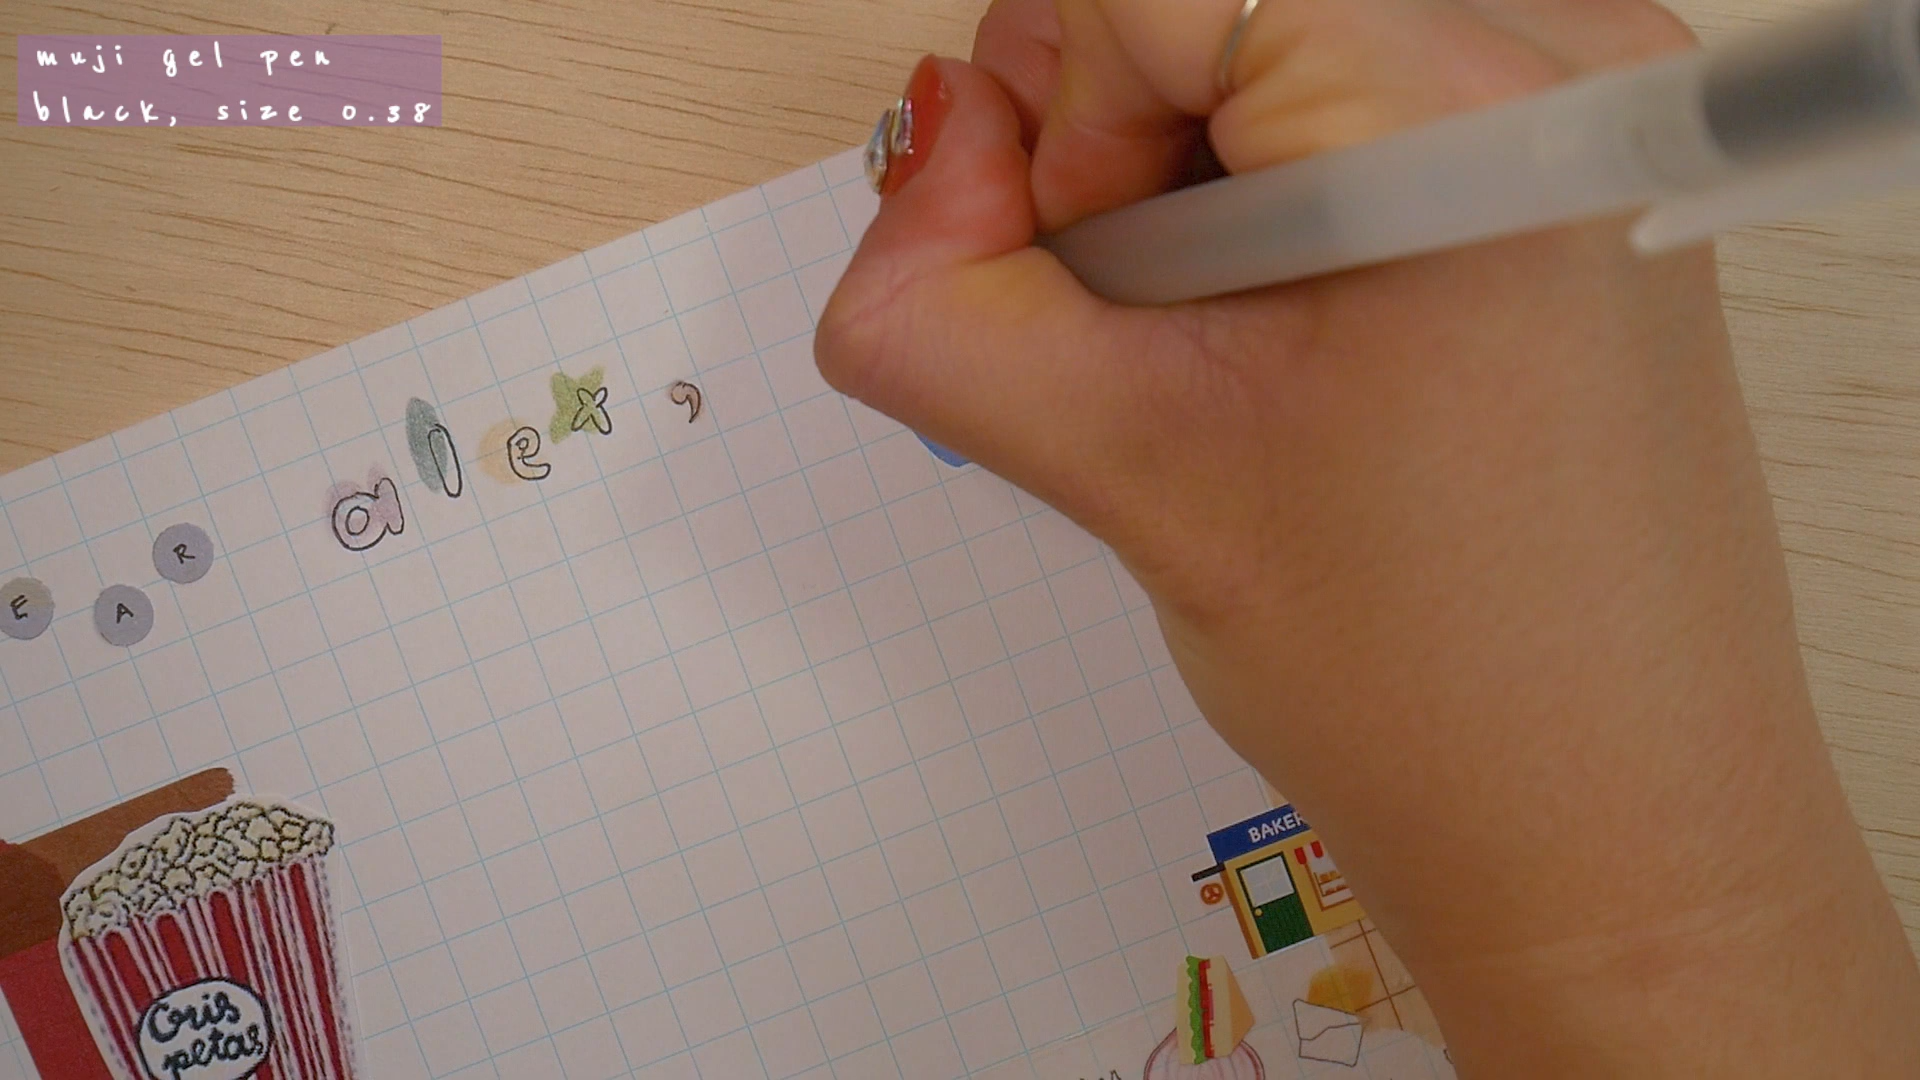 muji gel pen
black, size 0.38
E A R alex,
BAKER
Cris
petas